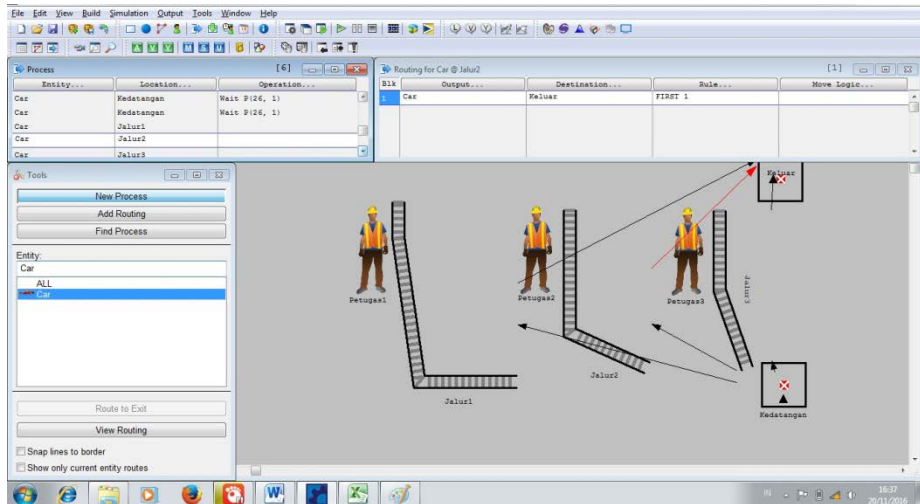 File Edit View Build Simulation Output Tools Window Help
Process [6]
Entity... Location... Operation...
Car Kedatangan Wait P(26, 1)
Car Kedatangan Wait P(26, 1)
Car Jalur1
Car Jalur2
Car Jalur3
Routing for Car @ Jalur2 [1]
Blk Output... Destination... Rule... Move Logic...
1 Car Keluar FIRST 1
Tools
New Process
Add Routing
Find Process
Entity:
Car
ALL
Car
Route to Exit
View Routing
Snap lines to border
Show only current entity routes
Keluar
Petugas1
Petugas2
Petugas3
Jalur3
Jalur2
Jalur1
Kedatangan
IN
16:37
20/11/2016